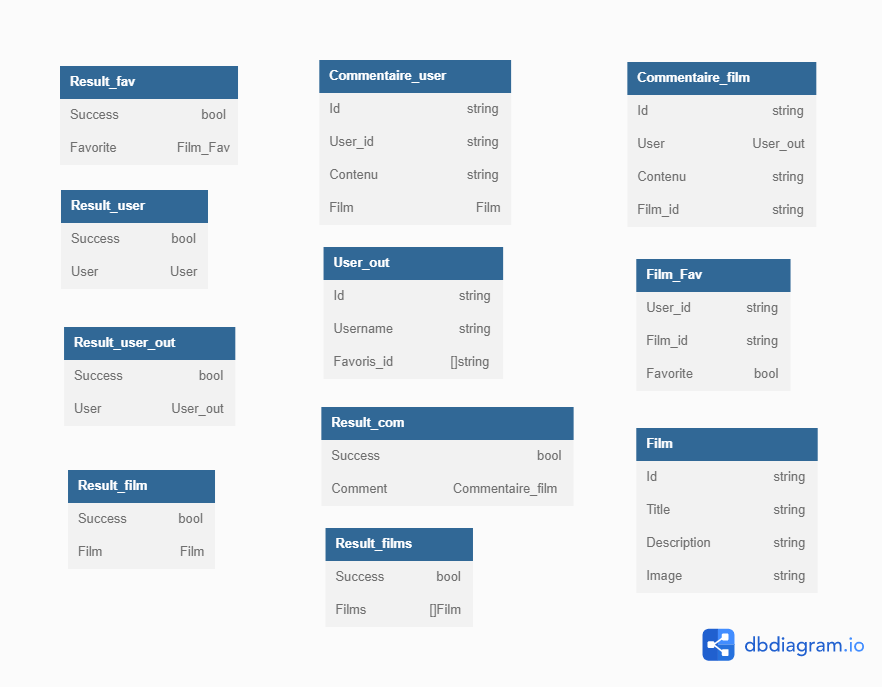 Result_fav
Success bool
Favorite Film_Fav
Result_user
Success bool
User User
Result_user_out
Success bool
User User_out
Result_film
Success bool
Film Film
Commentaire_user
Id string
User_id string
Contenu string
Film Film
User_out
Id string
Username string
Favoris_id []string
Result_com
Success bool
Comment Commentaire_film
Result_films
Success bool
Films []Film
Commentaire_film
Id string
User User_out
Contenu string
Film_id string
Film_Fav
User_id string
Film_id string
Favorite bool
Film
Id string
Title string
Description string
Image string
dbdiagram.io